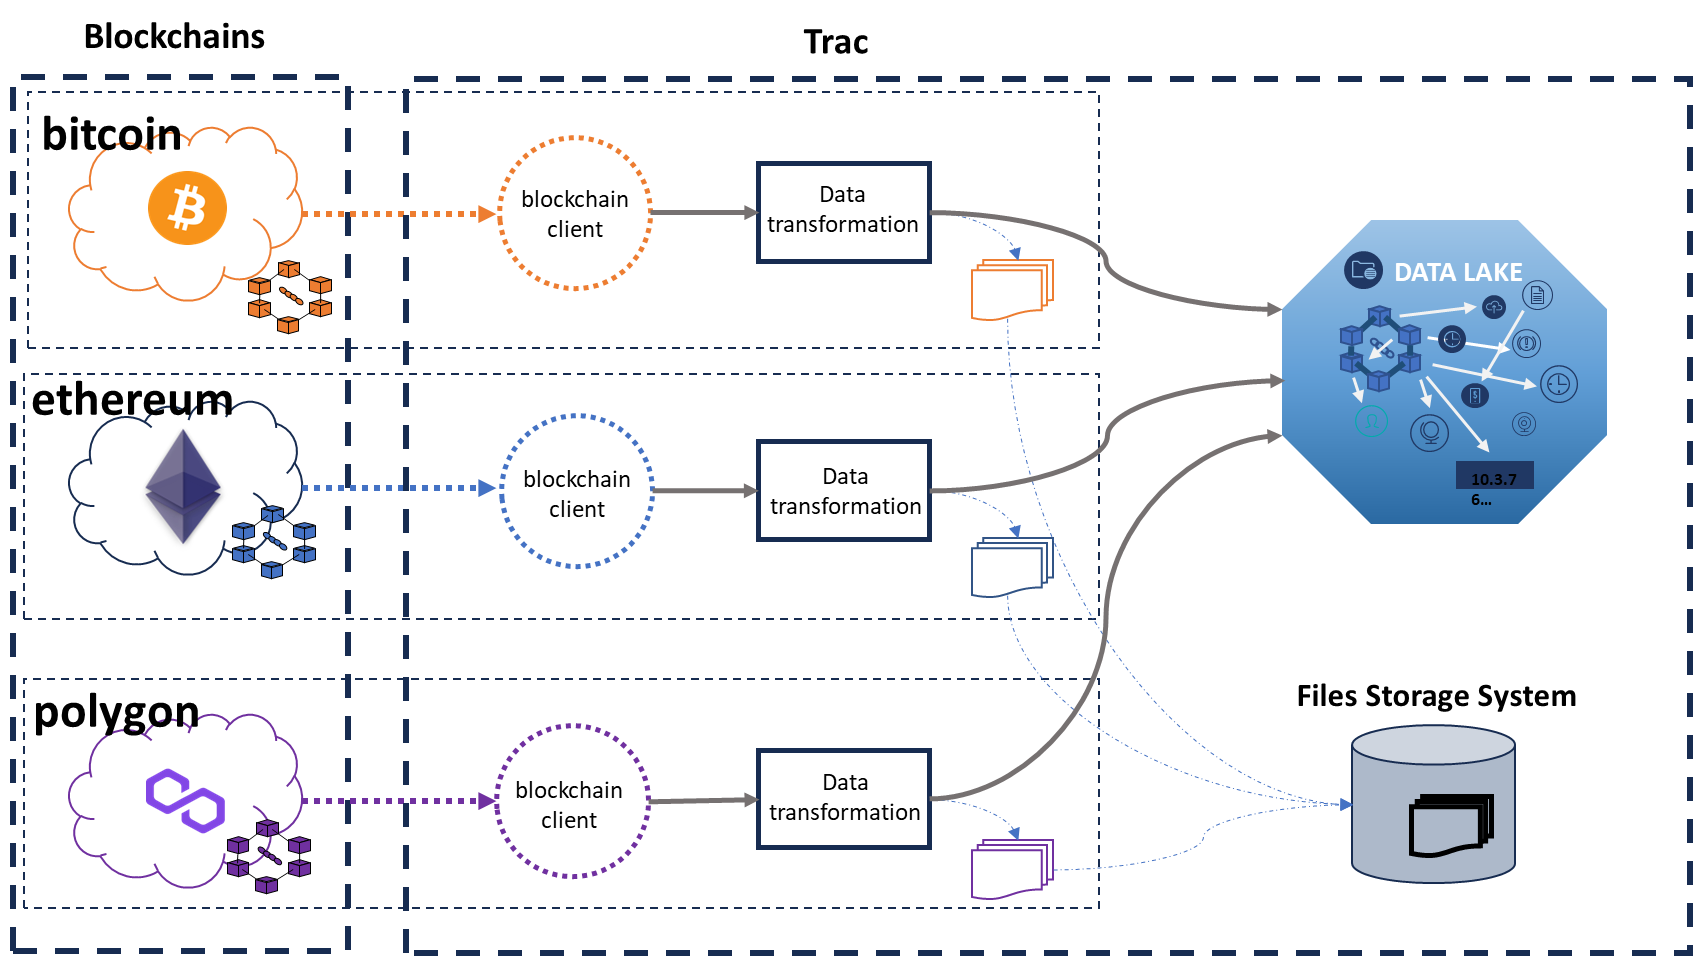 Blockchains
Trac
bitcoin
blockchain
client
Data
transformation
DATA LAKE
ethereum
blockchain
client
Data
transformation
10.3.7
6...
polygon
blockchain
client
Data
transformation
Files Storage System